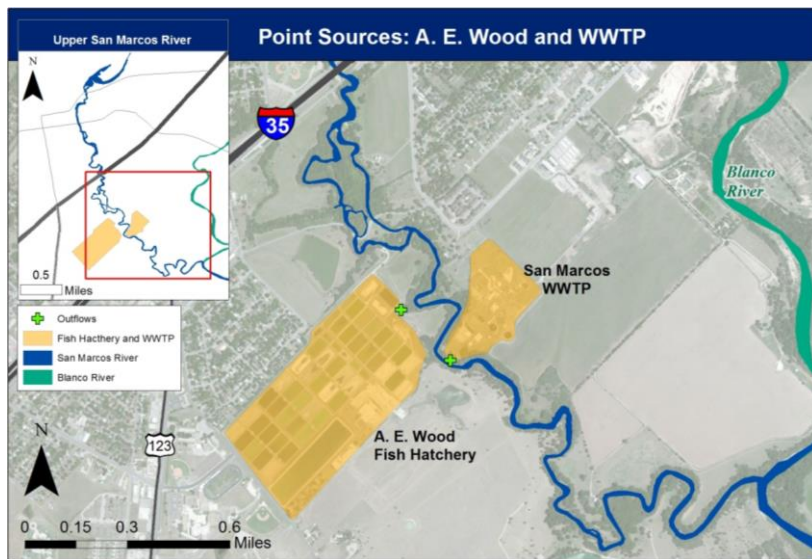 Upper San Marcos River
Point Sources: A. E. Wood and WWTP
N
35
0.5
Miles
Outflows
Fish Hacthery and WWTP
San Marcos River
Blanco River
Blanco
River
San Marcos
WWTP
A. E. Wood
Fish Hatchery
123
N
0 0.15 0.3 0.6
Miles